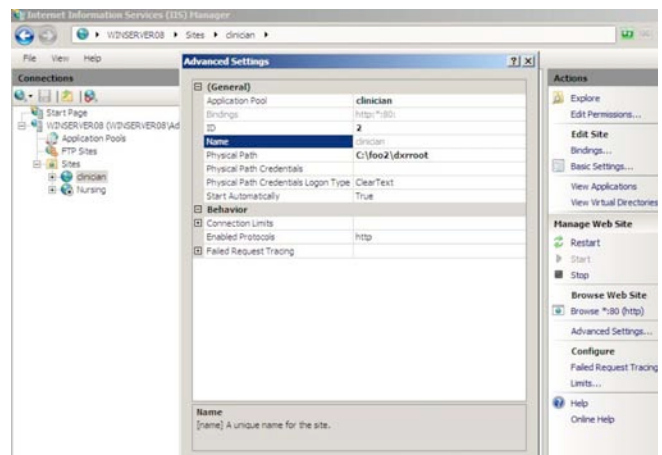 Internet Information Services (IIS) Manager
WINSERVER08 Sites clinician
File View Help
Connections
Start Page
WINSERVER08 (WINSERVER08\Ad
Application Pools
FTP Sites
Sites
clinician
Nursing
Advanced Settings
(General)
Application Pool clinician
Bindings http:*:80:
ID 2
Name clinician
Physical Path C:\foo2\dxrroot
Physical Path Credentials
Physical Path Credentials Logon Type ClearText
Start Automatically True
Behavior
Connection Limits
Enabled Protocols http
Failed Request Tracing
Name
[name] A unique name for the site.
Actions
Explore
Edit Permissions...
Edit Site
Bindings...
Basic Settings...
View Applications
View Virtual Directories
Manage Web Site
Restart
Start
Stop
Browse Web Site
Browse *:80 (http)
Advanced Settings...
Configure
Failed Request Tracing
Limits...
Help
Online Help